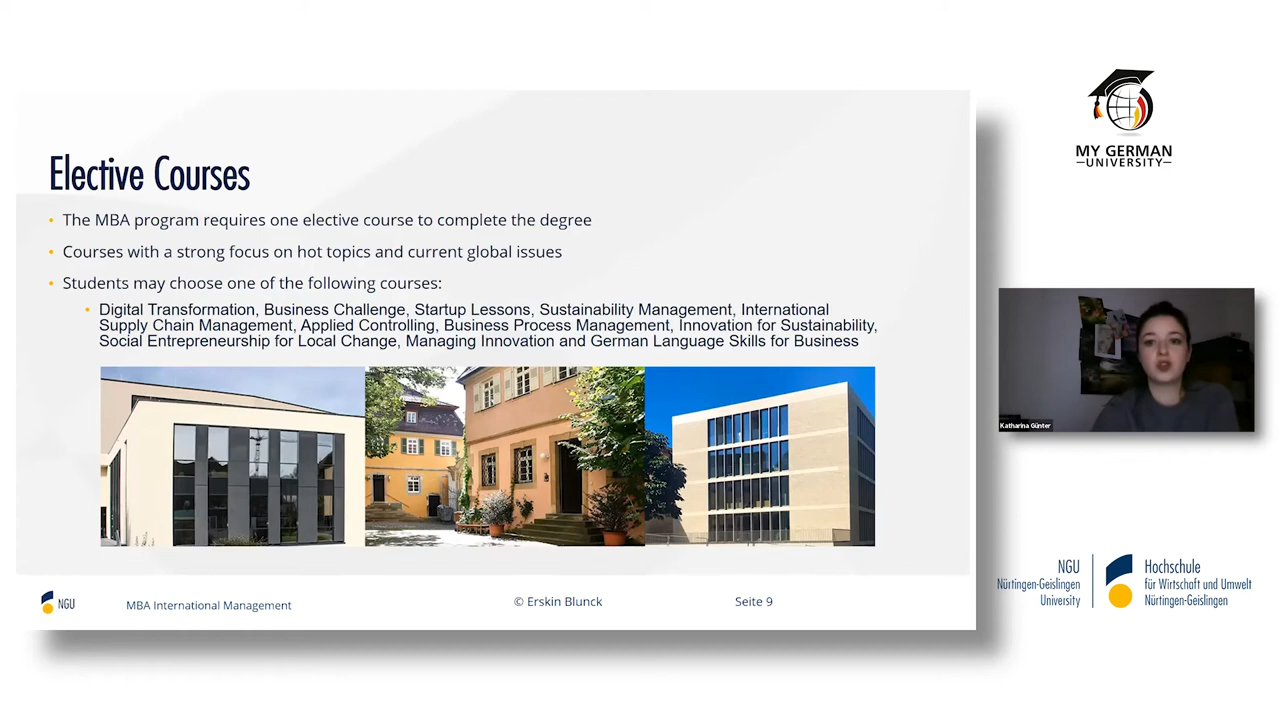 MY GERMAN
UNIVERSITY
Elective Courses
• The MBA program requires one elective course to complete the degree
• Courses with a strong focus on hot topics and current global issues
• Students may choose one of the following courses:
• Digital Transformation, Business Challenge, Startup Lessons, Sustainability Management, International
Supply Chain Management, Applied Controlling, Business Process Management, Innovation for Sustainability,
Social Entrepreneurship for Local Change, Managing Innovation and German Language Skills for Business
Katharina Günter
NGU
MBA International Management
© Erskin Blunck
Seite 9
NGU
Nürtingen-Geislingen
University
Hochschule
für Wirtschaft und Umwelt
Nürtingen-Geislingen